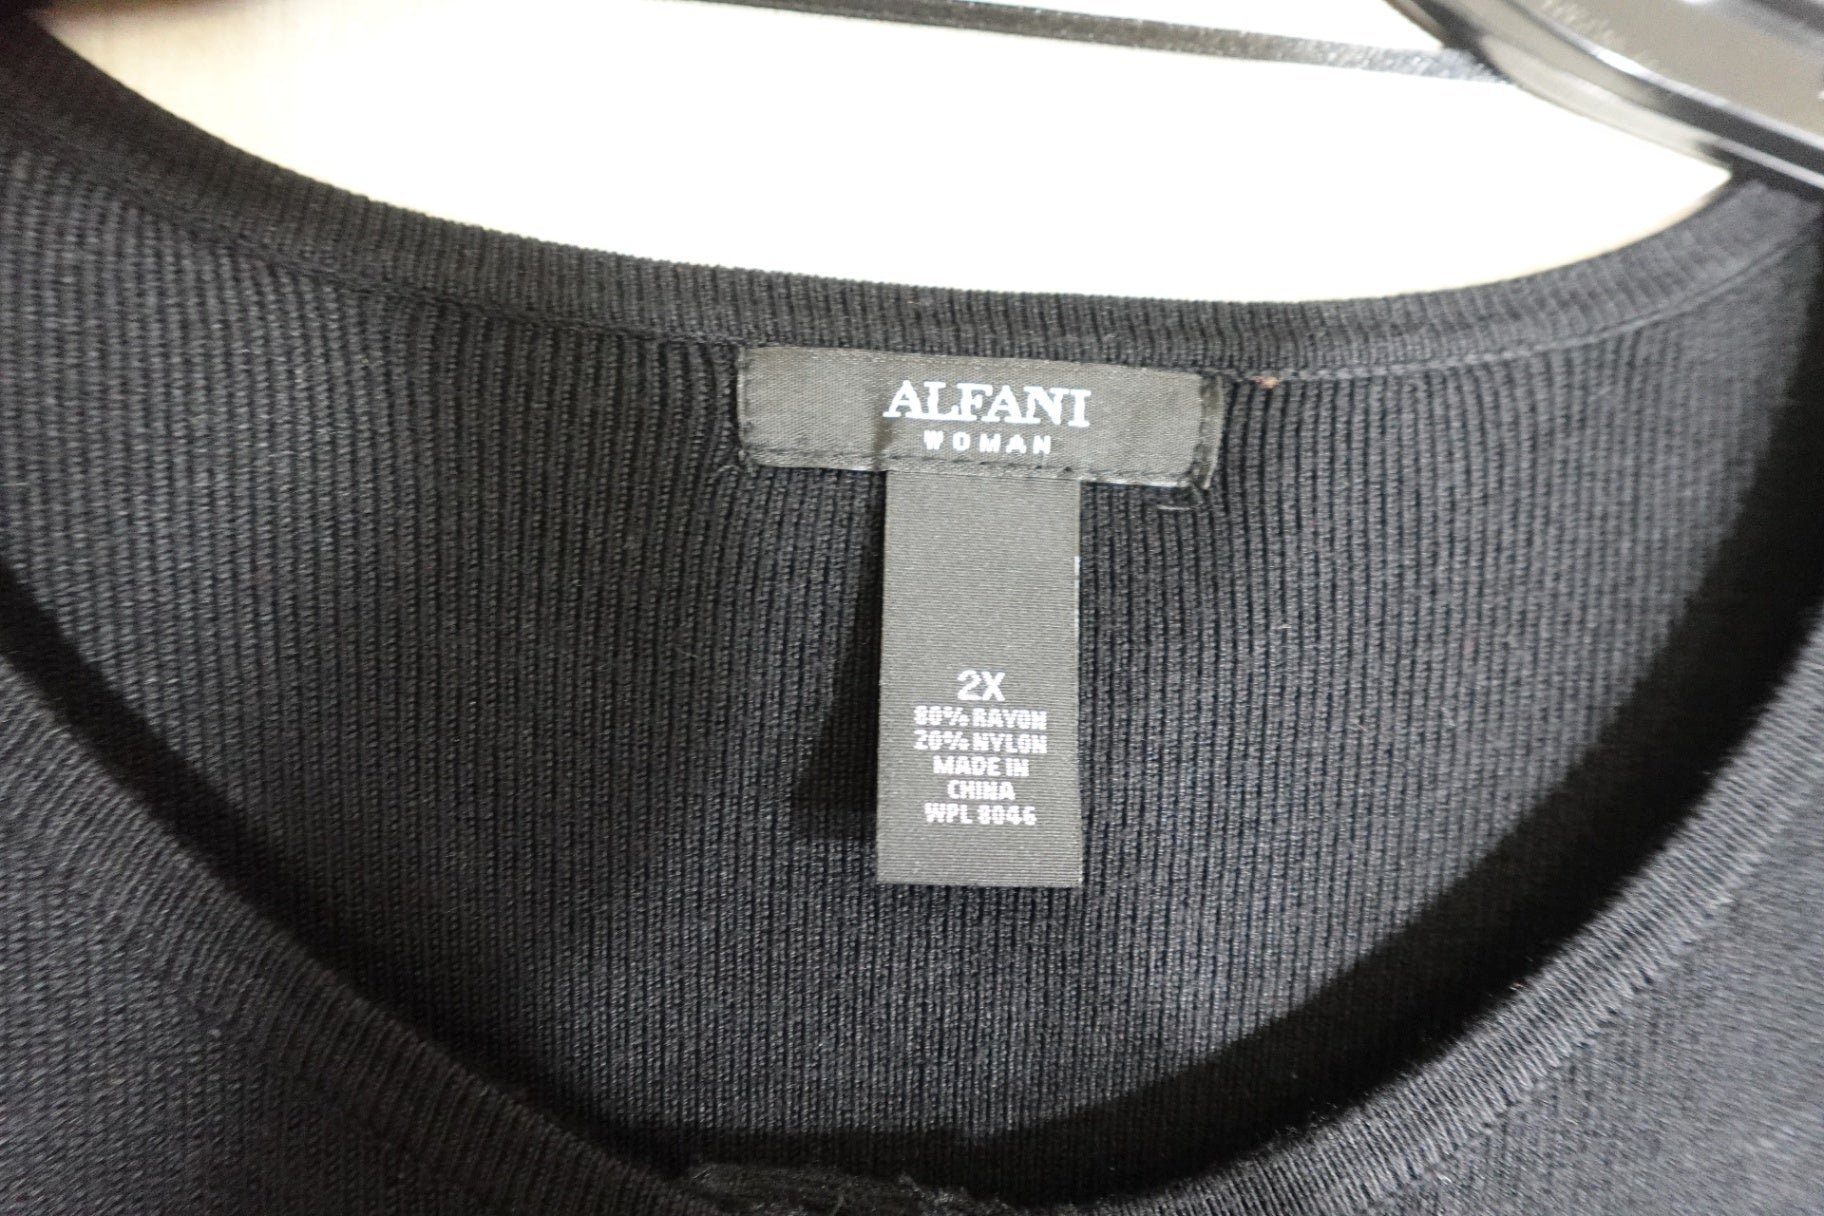 ALFANI
WOMAN
2X
80% RAYON
20% NYLON
MADE IN
CHINA
WPL 8046